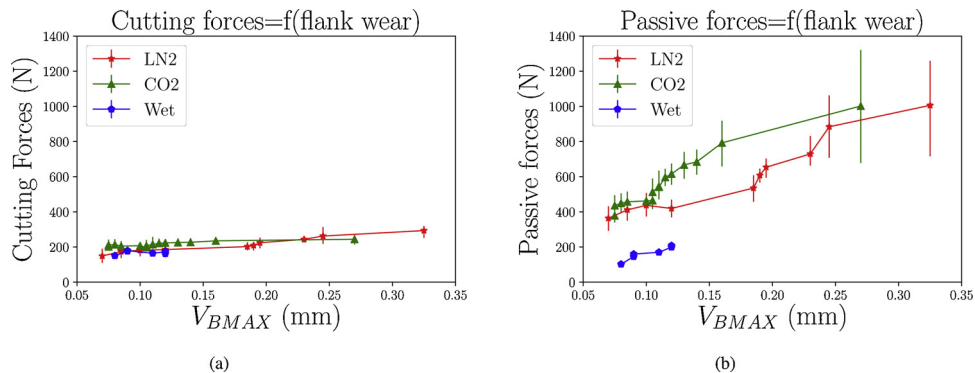 Cutting forces=f(flank wear)
1400
1200
1000
800
600
400
200
0
Cutting Forces (N)
LN2
CO2
Wet
0.05 0.10 0.15 0.20 0.25 0.30 0.35
V_BMAX (mm)
(a)
Passive forces=f(flank wear)
1400
1200
1000
800
600
400
200
0
Passive forces (N)
LN2
CO2
Wet
0.05 0.10 0.15 0.20 0.25 0.30 0.35
V_BMAX (mm)
(b)